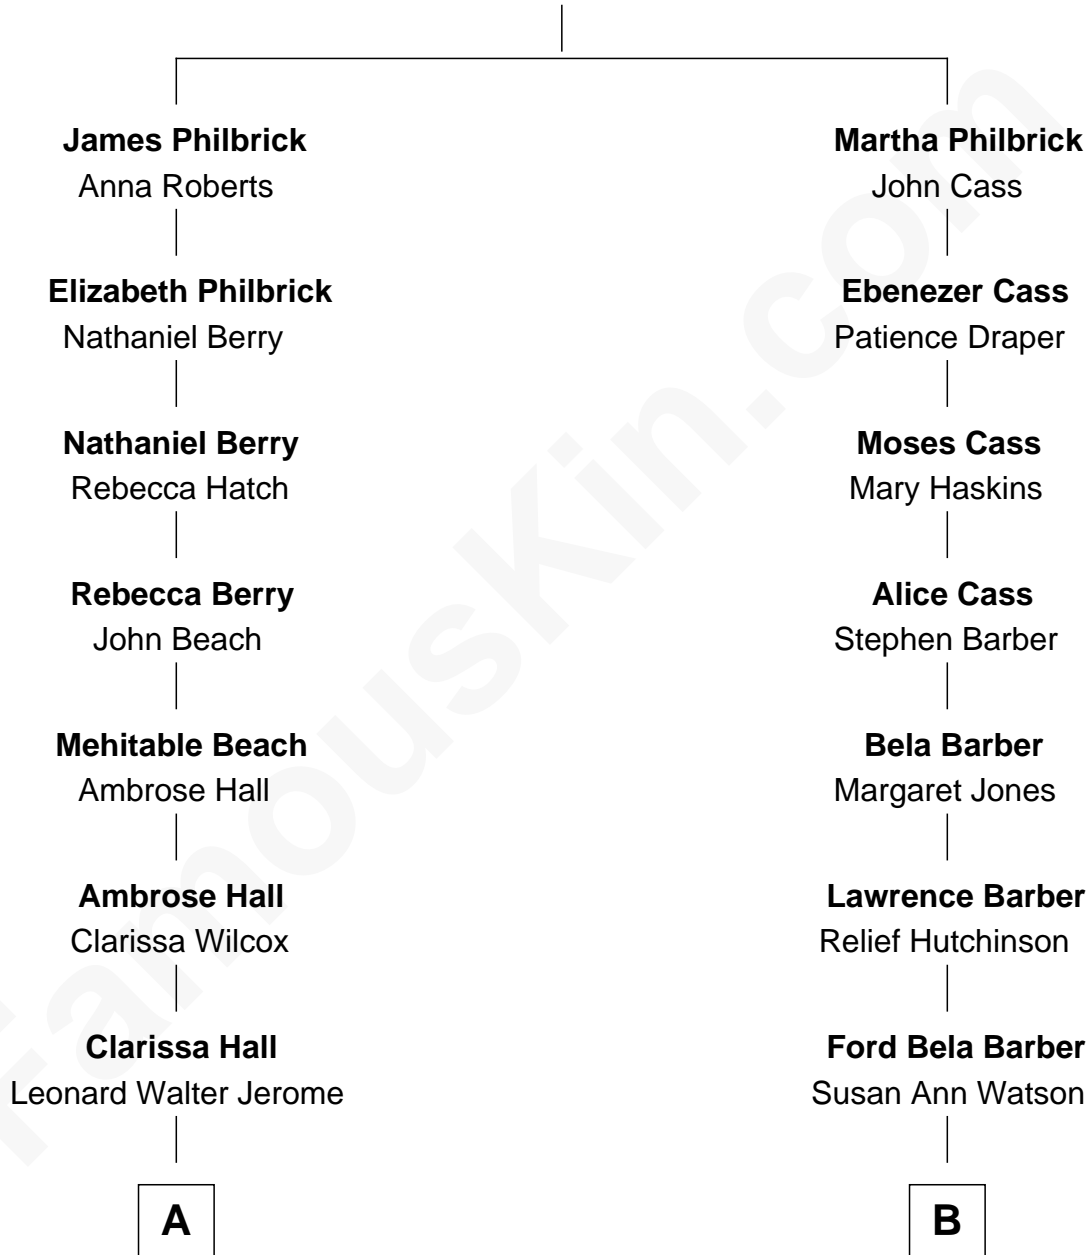 James Philbrick
Anna Roberts
Elizabeth Philbrick
Nathaniel Berry
Nathaniel Berry
Rebecca Hatch
Rebecca Berry
John Beach
Mehitable Beach
Ambrose Hall
Ambrose Hall
Clarissa Wilcox
Clarissa Hall
Leonard Walter Jerome
A
Martha Philbrick
John Cass
Ebenezer Cass
Patience Draper
Moses Cass
Mary Haskins
Alice Cass
Stephen Barber
Bela Barber
Margaret Jones
Lawrence Barber
Relief Hutchinson
Ford Bela Barber
Susan Ann Watson
B
FamousKin.com